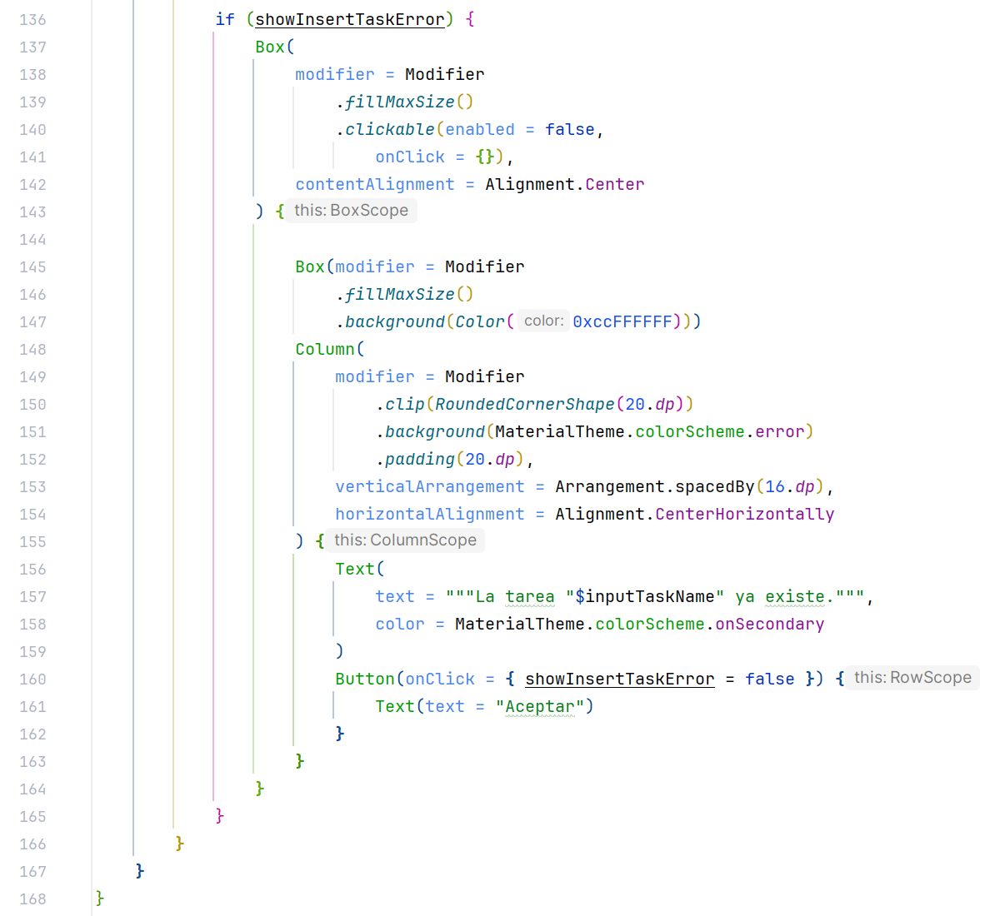 136 if (showInsertTaskError) {
137 Box(
138 modifier = Modifier
139 .fillMaxSize()
140 .clickable(enabled = false,
141 onClick = {}),
142 contentAlignment = Alignment.Center
143 ) { this: BoxScope
144
145 Box(modifier = Modifier
146 .fillMaxSize()
147 .background(Color( color: 0xccFFFFFF)))
148 Column(
149 modifier = Modifier
150 .clip(RoundedCornerShape(20.dp))
151 .background(MaterialTheme.colorScheme.error)
152 .padding(20.dp),
153 verticalArrangement = Arrangement.spacedBy(16.dp),
154 horizontalAlignment = Alignment.CenterHorizontally
155 ) { this: ColumnScope
156 Text(
157 text = """La tarea "$inputTaskName" ya existe.""",
158 color = MaterialTheme.colorScheme.onSecondary
159 )
160 Button(onClick = { showInsertTaskError = false }) { this: RowScope
161 Text(text = "Aceptar")
162 }
163 }
164 }
165 }
166 }
167 }
168 }